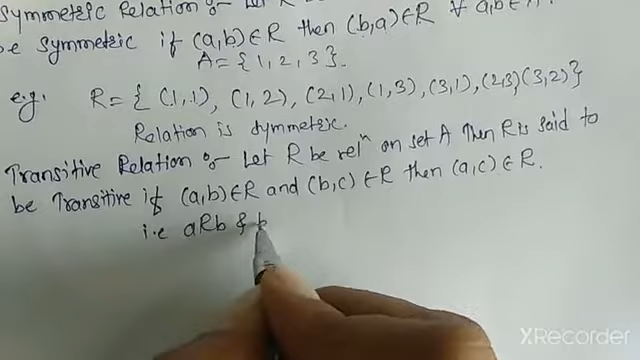 Symmetric Relation :- Let R
be symmetric if (a,b)∈R then (b,a)∈R ∀ a,b∈
A = {1, 2, 3}.
e.g. R = { (1,1), (1,2), (2,1), (1,3), (3,1), (2,3)(3,2)}
Relation is symmetric.
Transitive Relation :- Let R be relⁿ on set A Then R is said to
be Transitive if (a,b)∈R and (b,c)∈R then (a,c)∈R.
i.e aRb & b
XRecorder